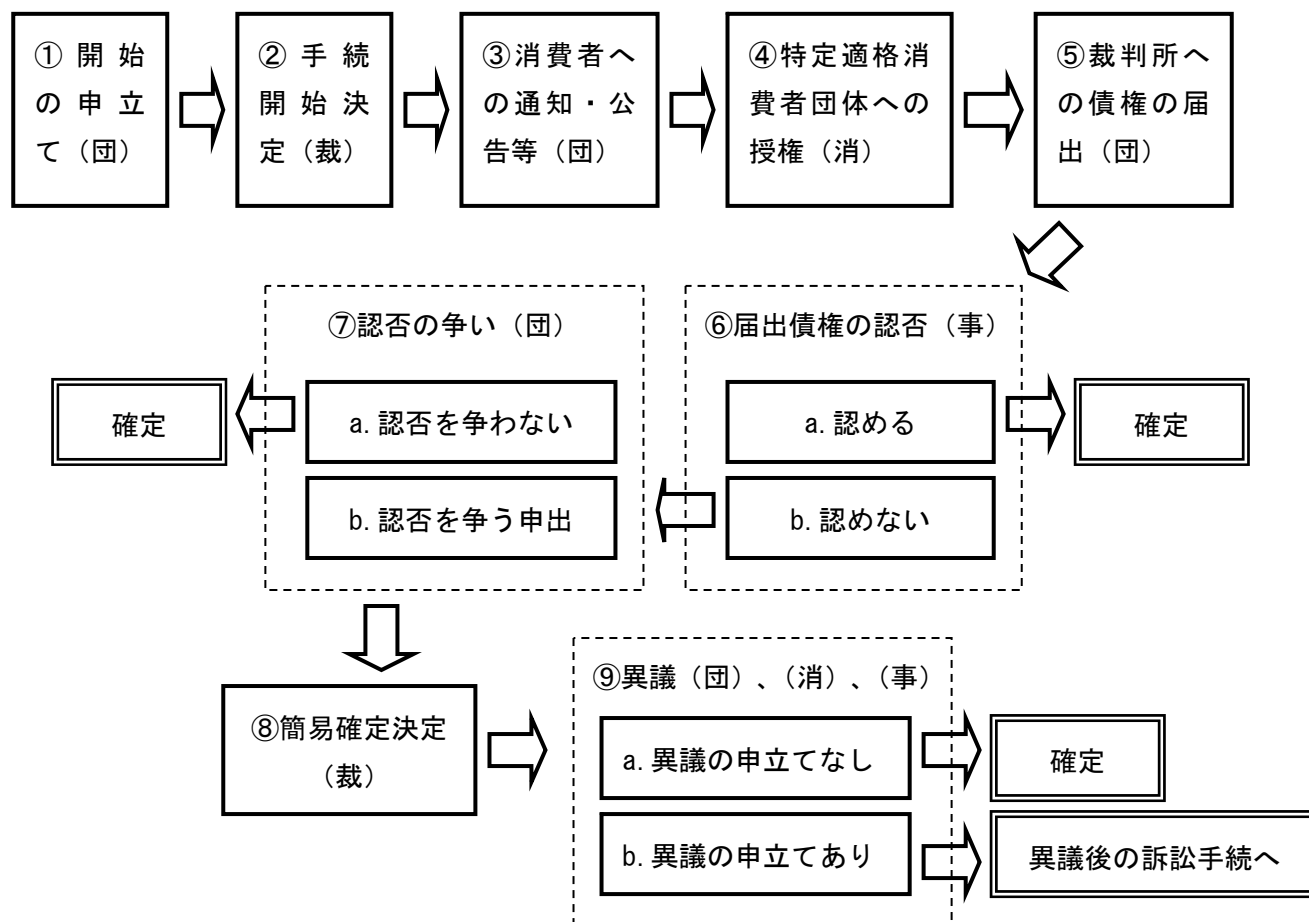 ①開始
の申立
て（団）
②手続
開始決
定（裁）
③消費者へ
の通知・公
告等（団）
④特定適格消
費者団体への
授権（消）
⑤裁判所へ
の債権の届
出（団）
⑦認否の争い（団）
⑥届出債権の認否（事）
確定
a. 認否を争わない
a. 認める
確定
b. 認否を争う申出
b. 認めない
⑧簡易確定決定
（裁）
⑨異議（団）、（消）、（事）
a. 異議の申立てなし
確定
b. 異議の申立てあり
異議後の訴訟手続へ